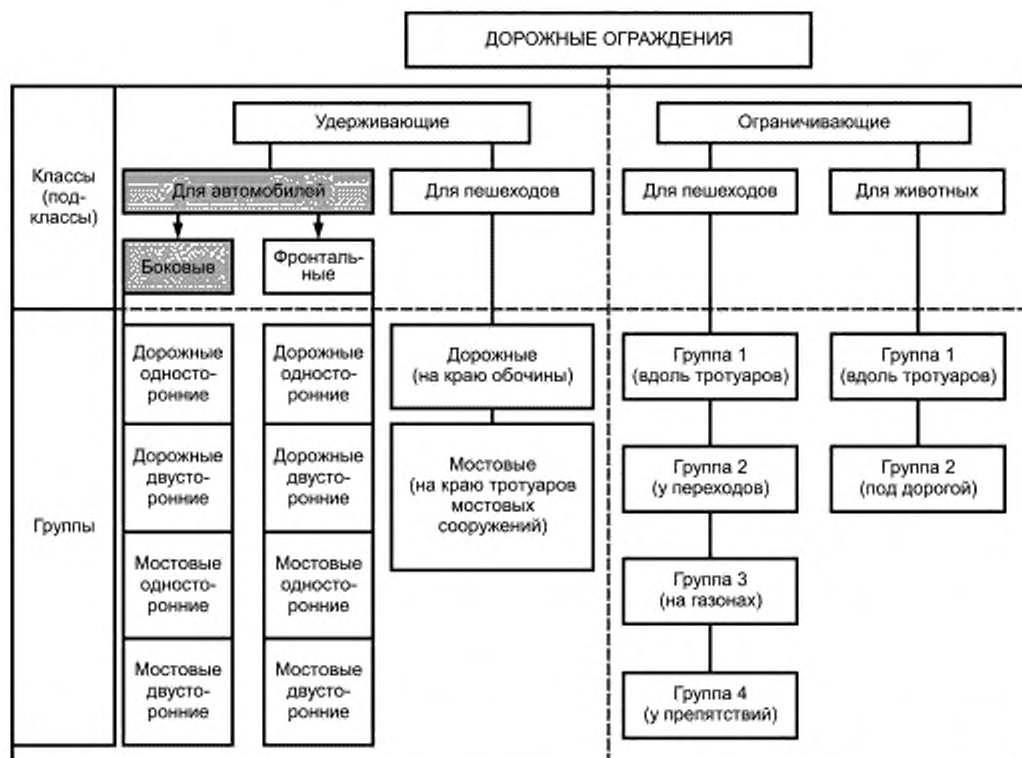 ДОРОЖНЫЕ ОГРАЖДЕНИЯ
Классы
(под-
классы)
Удерживающие
Ограничивающие
Для автомобилей
Для пешеходов
Для пешеходов
Для животных
Боковые
Фронталь-
ные
Группы
Дорожные
односто-
ронние
Дорожные
двусто-
ронние
Мостовые
односто-
ронние
Мостовые
двусто-
ронние
Дорожные
односто-
ронние
Дорожные
двусто-
ронние
Мостовые
односто-
ронние
Мостовые
двусто-
ронние
Дорожные
(на краю обочины)
Мостовые
(на краю тротуаров
мостовых
сооружений)
Группа 1
(вдоль тротуаров)
Группа 2
(у переходов)
Группа 3
(на газонах)
Группа 4
(у препятствий)
Группа 1
(вдоль тротуаров)
Группа 2
(под дорогой)